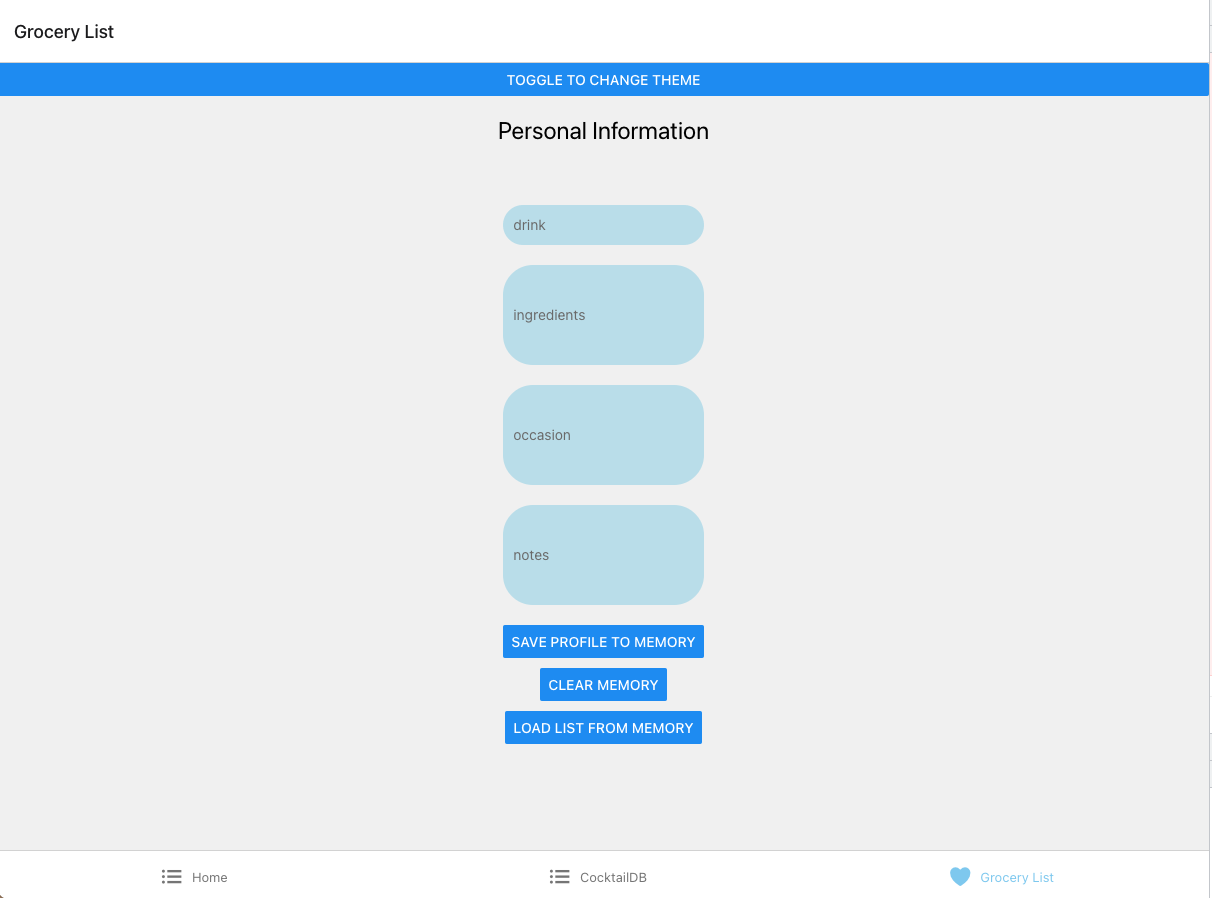 Grocery List
TOGGLE TO CHANGE THEME
Personal Information
drink
ingredients
occasion
notes
SAVE PROFILE TO MEMORY
CLEAR MEMORY
LOAD LIST FROM MEMORY
Home
CocktailDB
Grocery List